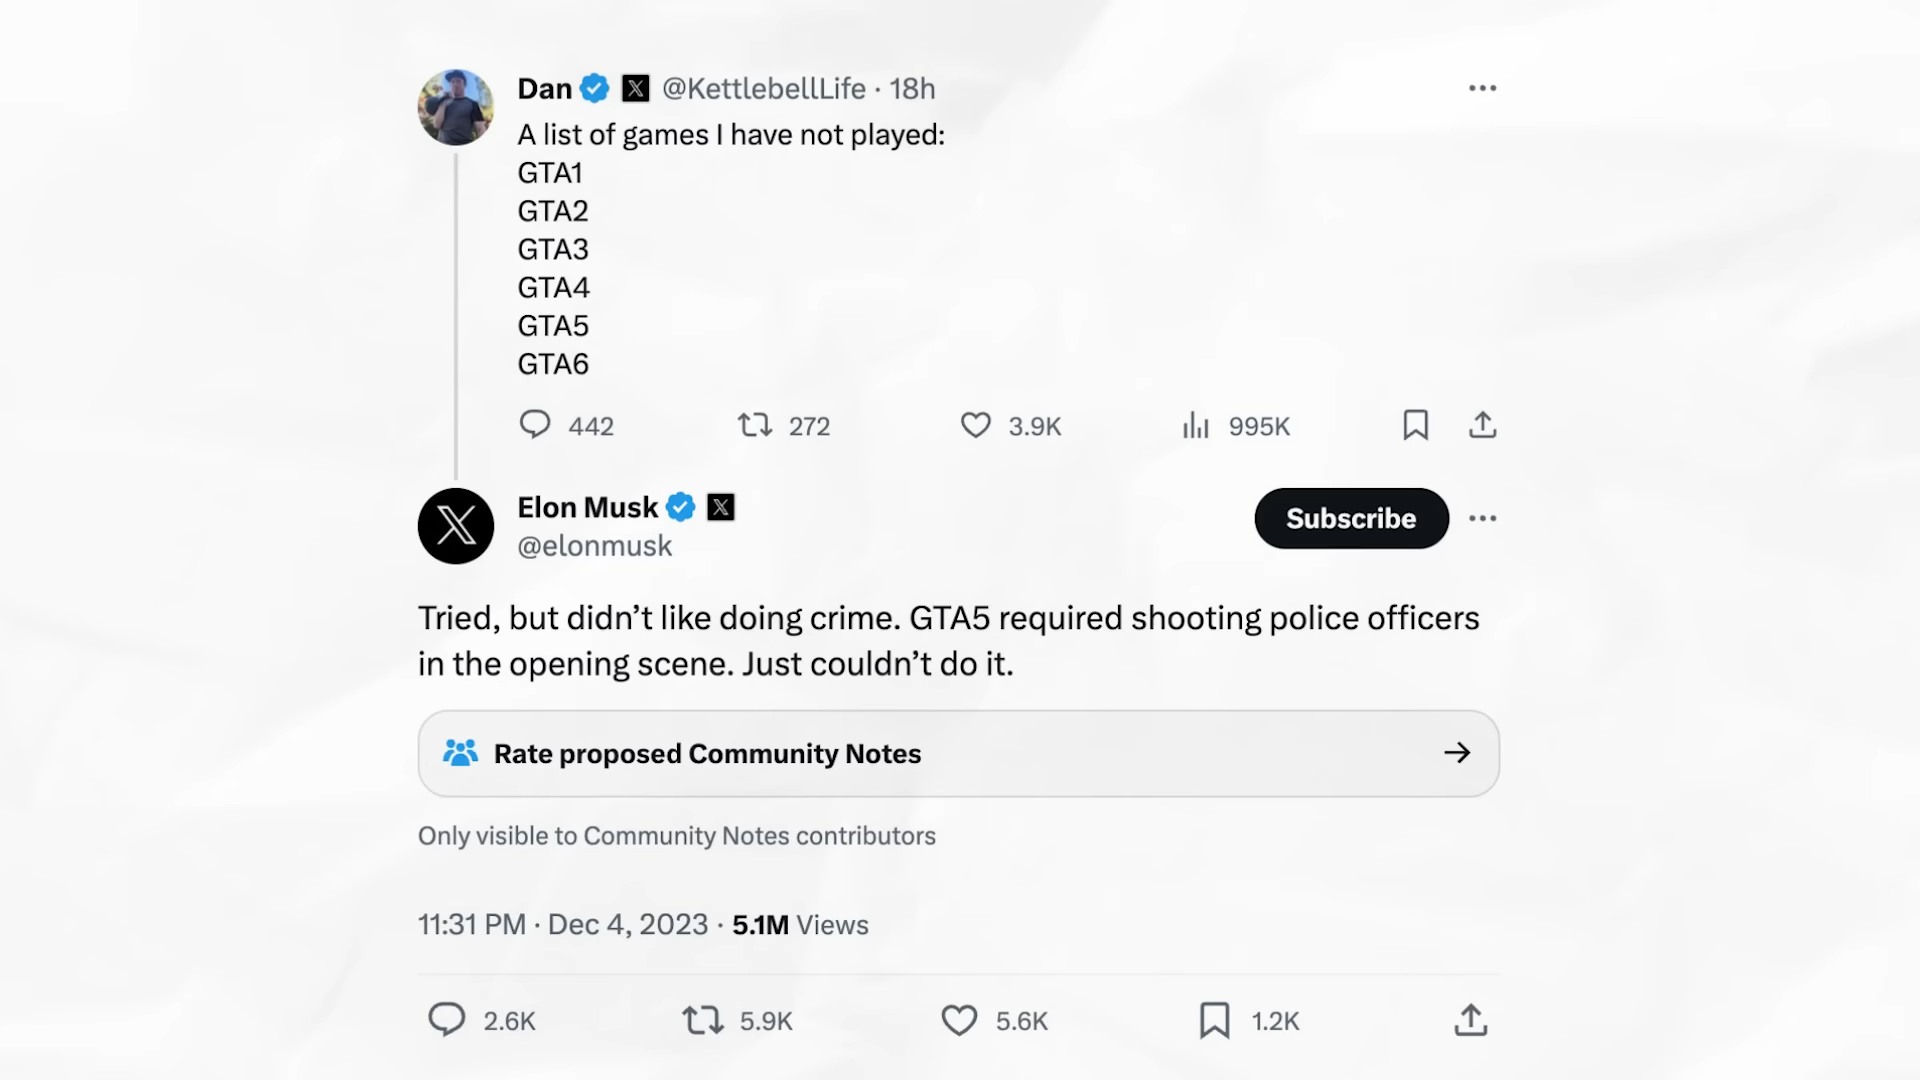 Dan @KettlebellLife · 18h
A list of games I have not played:
GTA1
GTA2
GTA3
GTA4
GTA5
GTA6
442 272 3.9K 995K
Elon Musk
@elonmusk
Subscribe
Tried, but didn’t like doing crime. GTA5 required shooting police officers
in the opening scene. Just couldn’t do it.
Rate proposed Community Notes
Only visible to Community Notes contributors
11:31 PM · Dec 4, 2023 · 5.1M Views
2.6K 5.9K 5.6K 1.2K